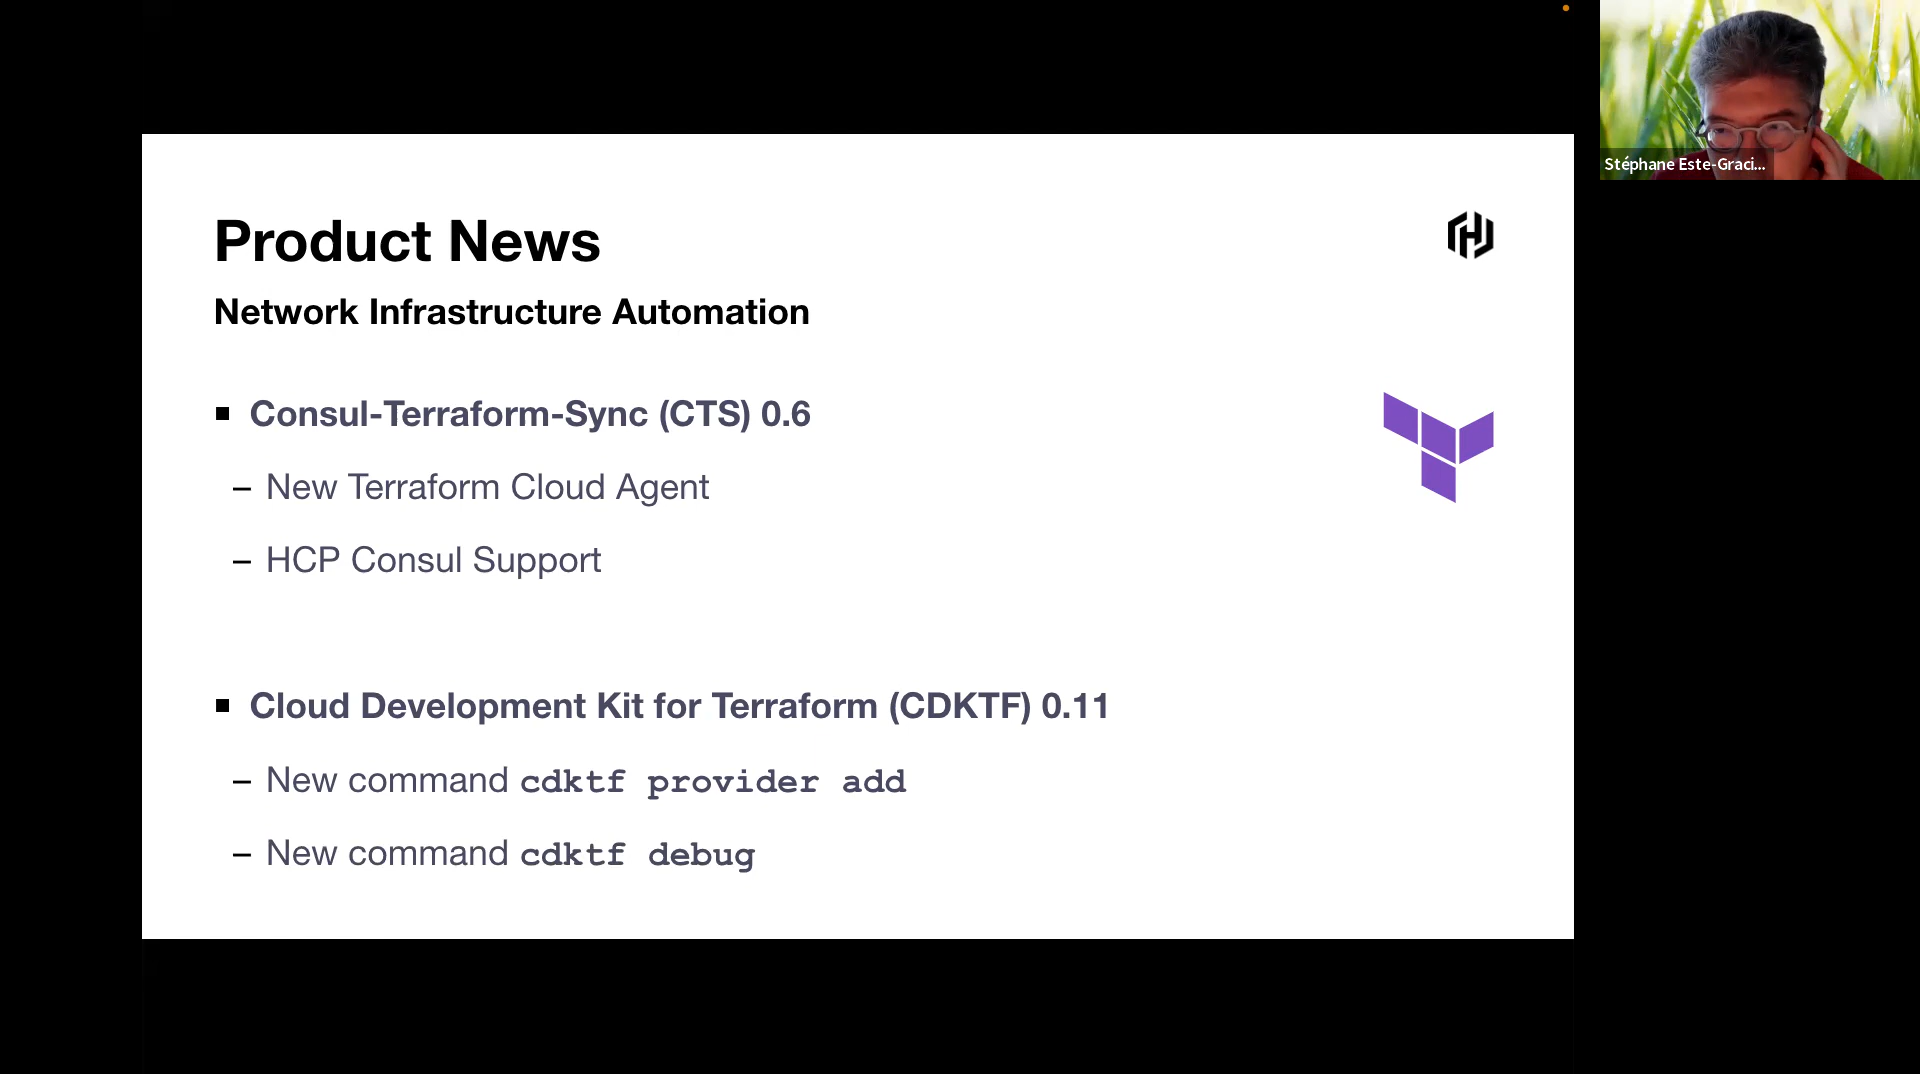 Stéphane Este-Graci...
Product News
Network Infrastructure Automation
▪ Consul-Terraform-Sync (CTS) 0.6
– New Terraform Cloud Agent
– HCP Consul Support
▪ Cloud Development Kit for Terraform (CDKTF) 0.11
– New command cdktf provider add
– New command cdktf debug